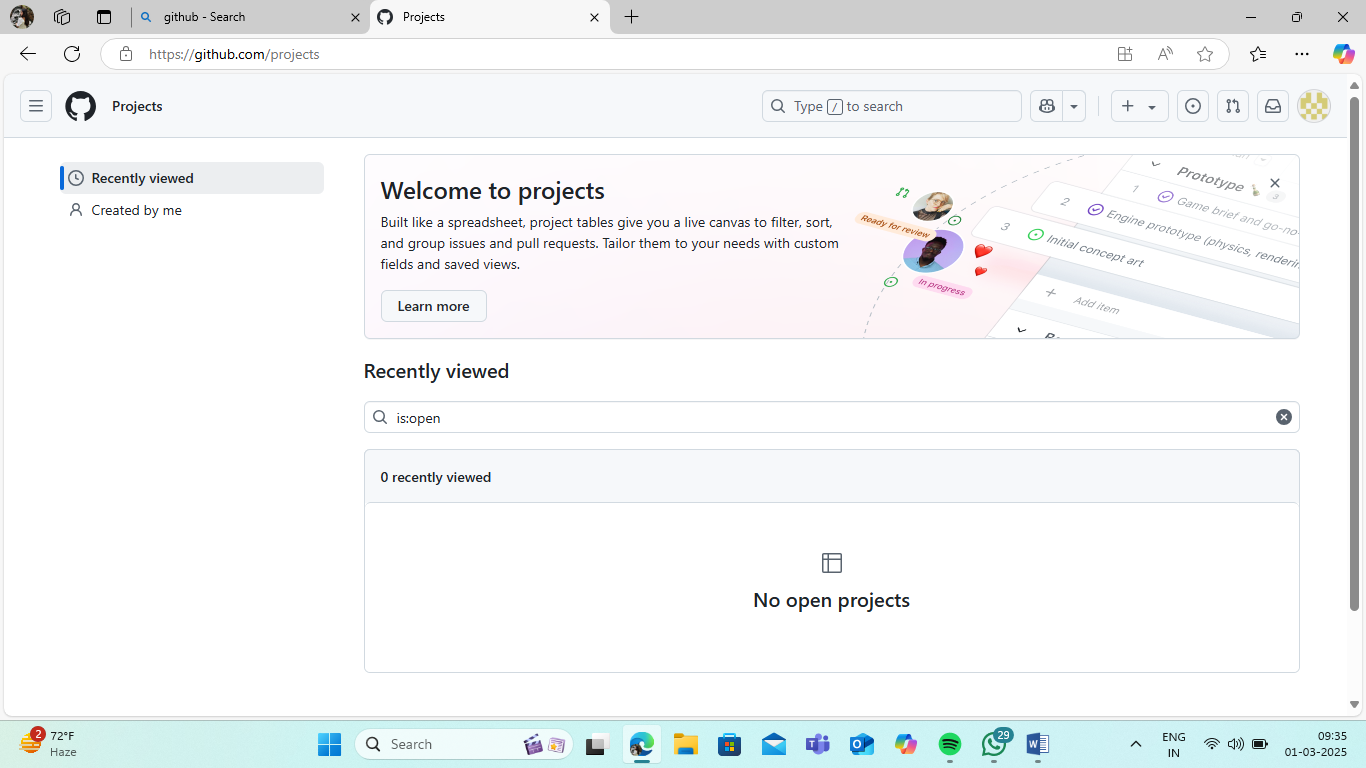 github - Search
Projects
https://github.com/projects
Projects
Type / to search
Recently viewed
Created by me
Welcome to projects
Built like a spreadsheet, project tables give you a live canvas to filter, sort,
and group issues and pull requests. Tailor them to your needs with custom
fields and saved views.
Learn more
Ready for review
In progress
Prototype
3
1 Game brief and go-no-
2 Engine prototype (physics, renderin
3 Initial concept art
Add item
Recently viewed
is:open
0 recently viewed
No open projects
2
72°F
Haze
Search
29
ENG
IN
09:35
01-03-2025